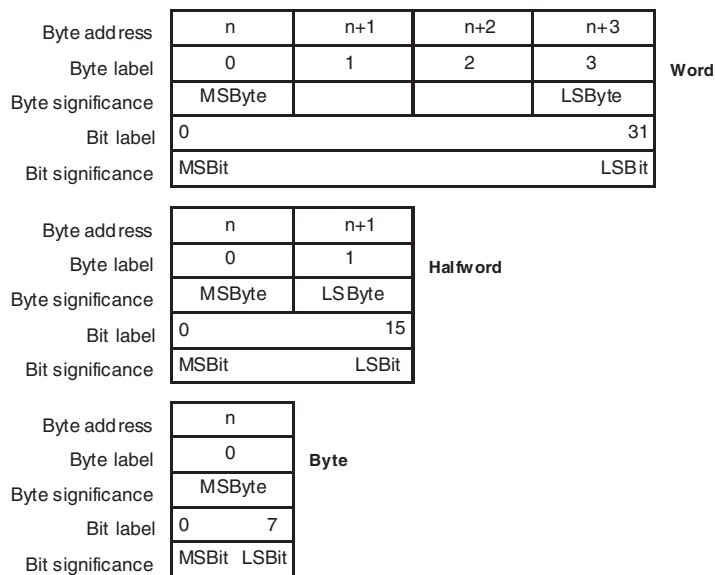 Byte address n n+1 n+2 n+3
Byte label 0 1 2 3 Word
Byte significance MSByte LSByte
Bit label 0 31
Bit significance MSBit LSBit
Byte address n n+1
Byte label 0 1 Halfword
Byte significance MSByte LSByte
Bit label 0 15
Bit significance MSBit LSBit
Byte address n
Byte label 0 Byte
Byte significance MSByte
Bit label 0 7
Bit significance MSBit LSBit